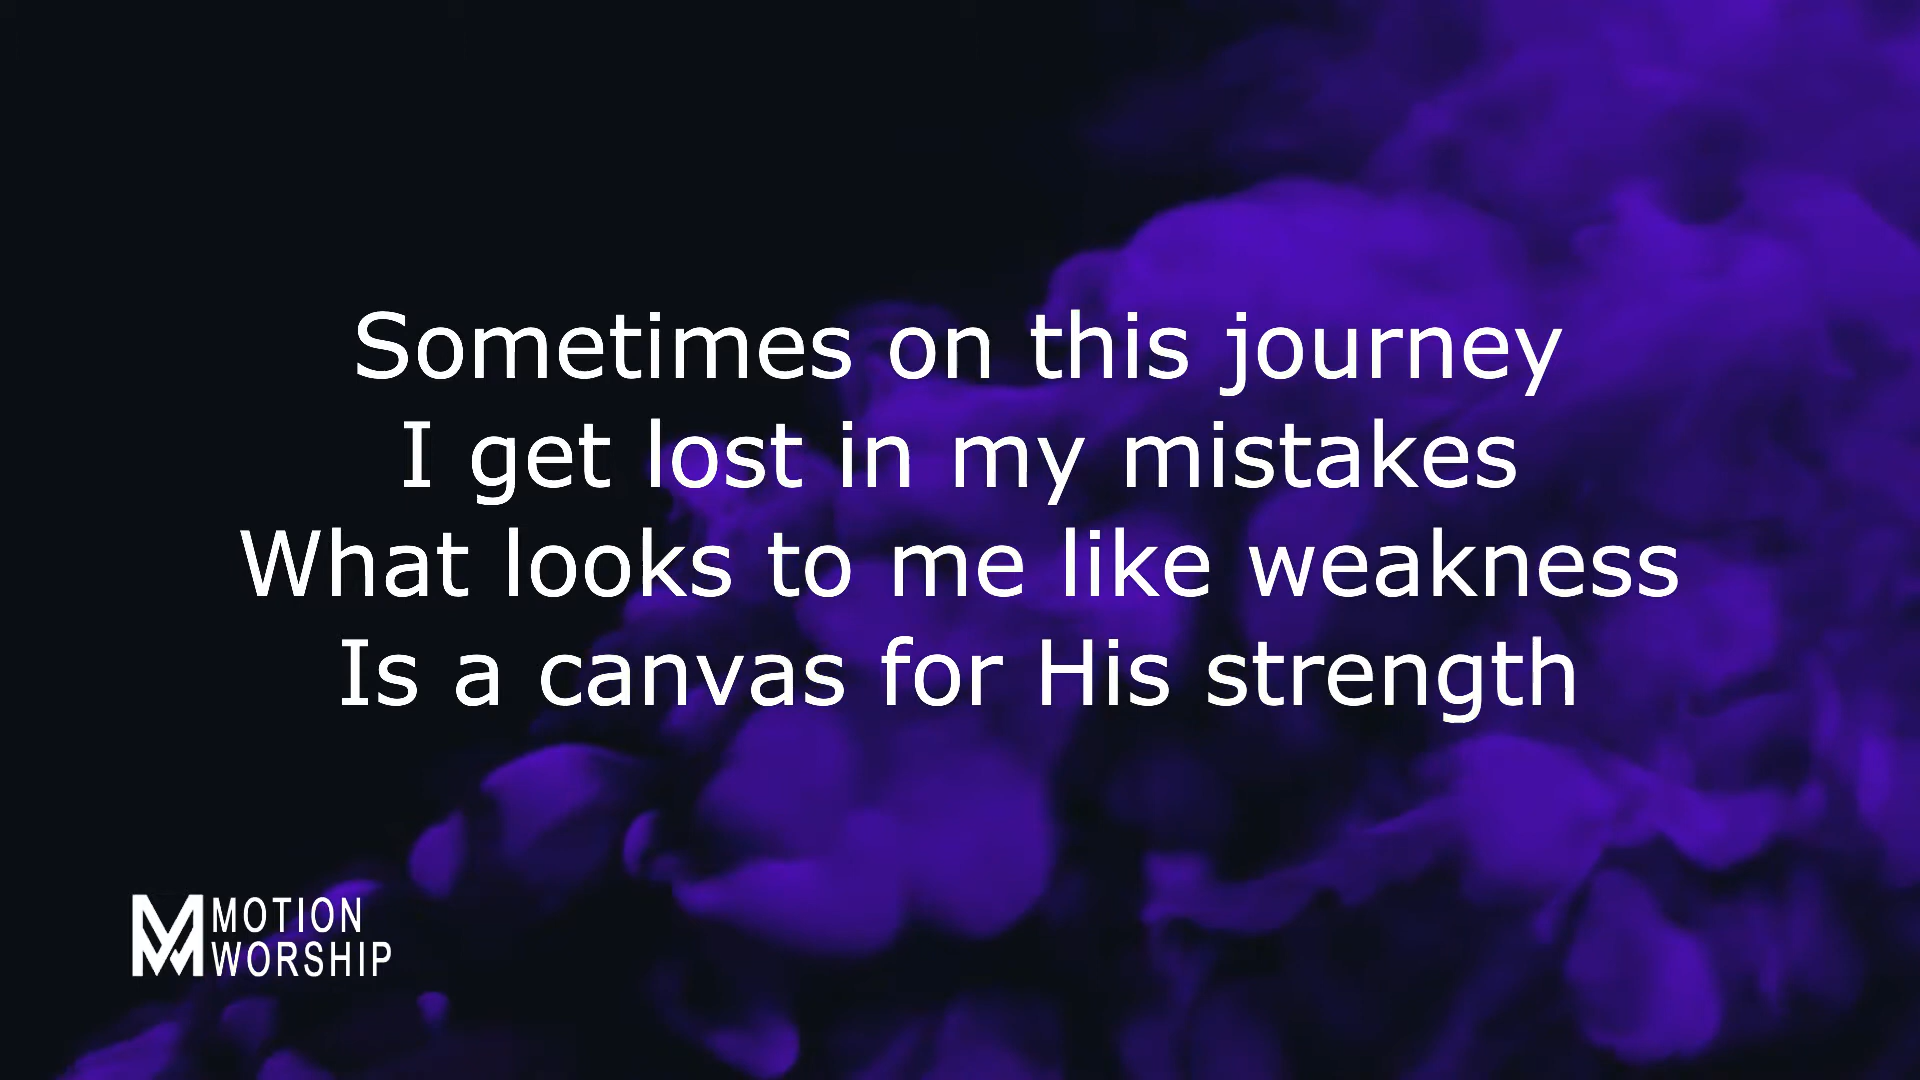 Sometimes on this journey
I get lost in my mistakes
What looks to me like weakness
Is a canvas for His strength
MOTION
WORSHIP